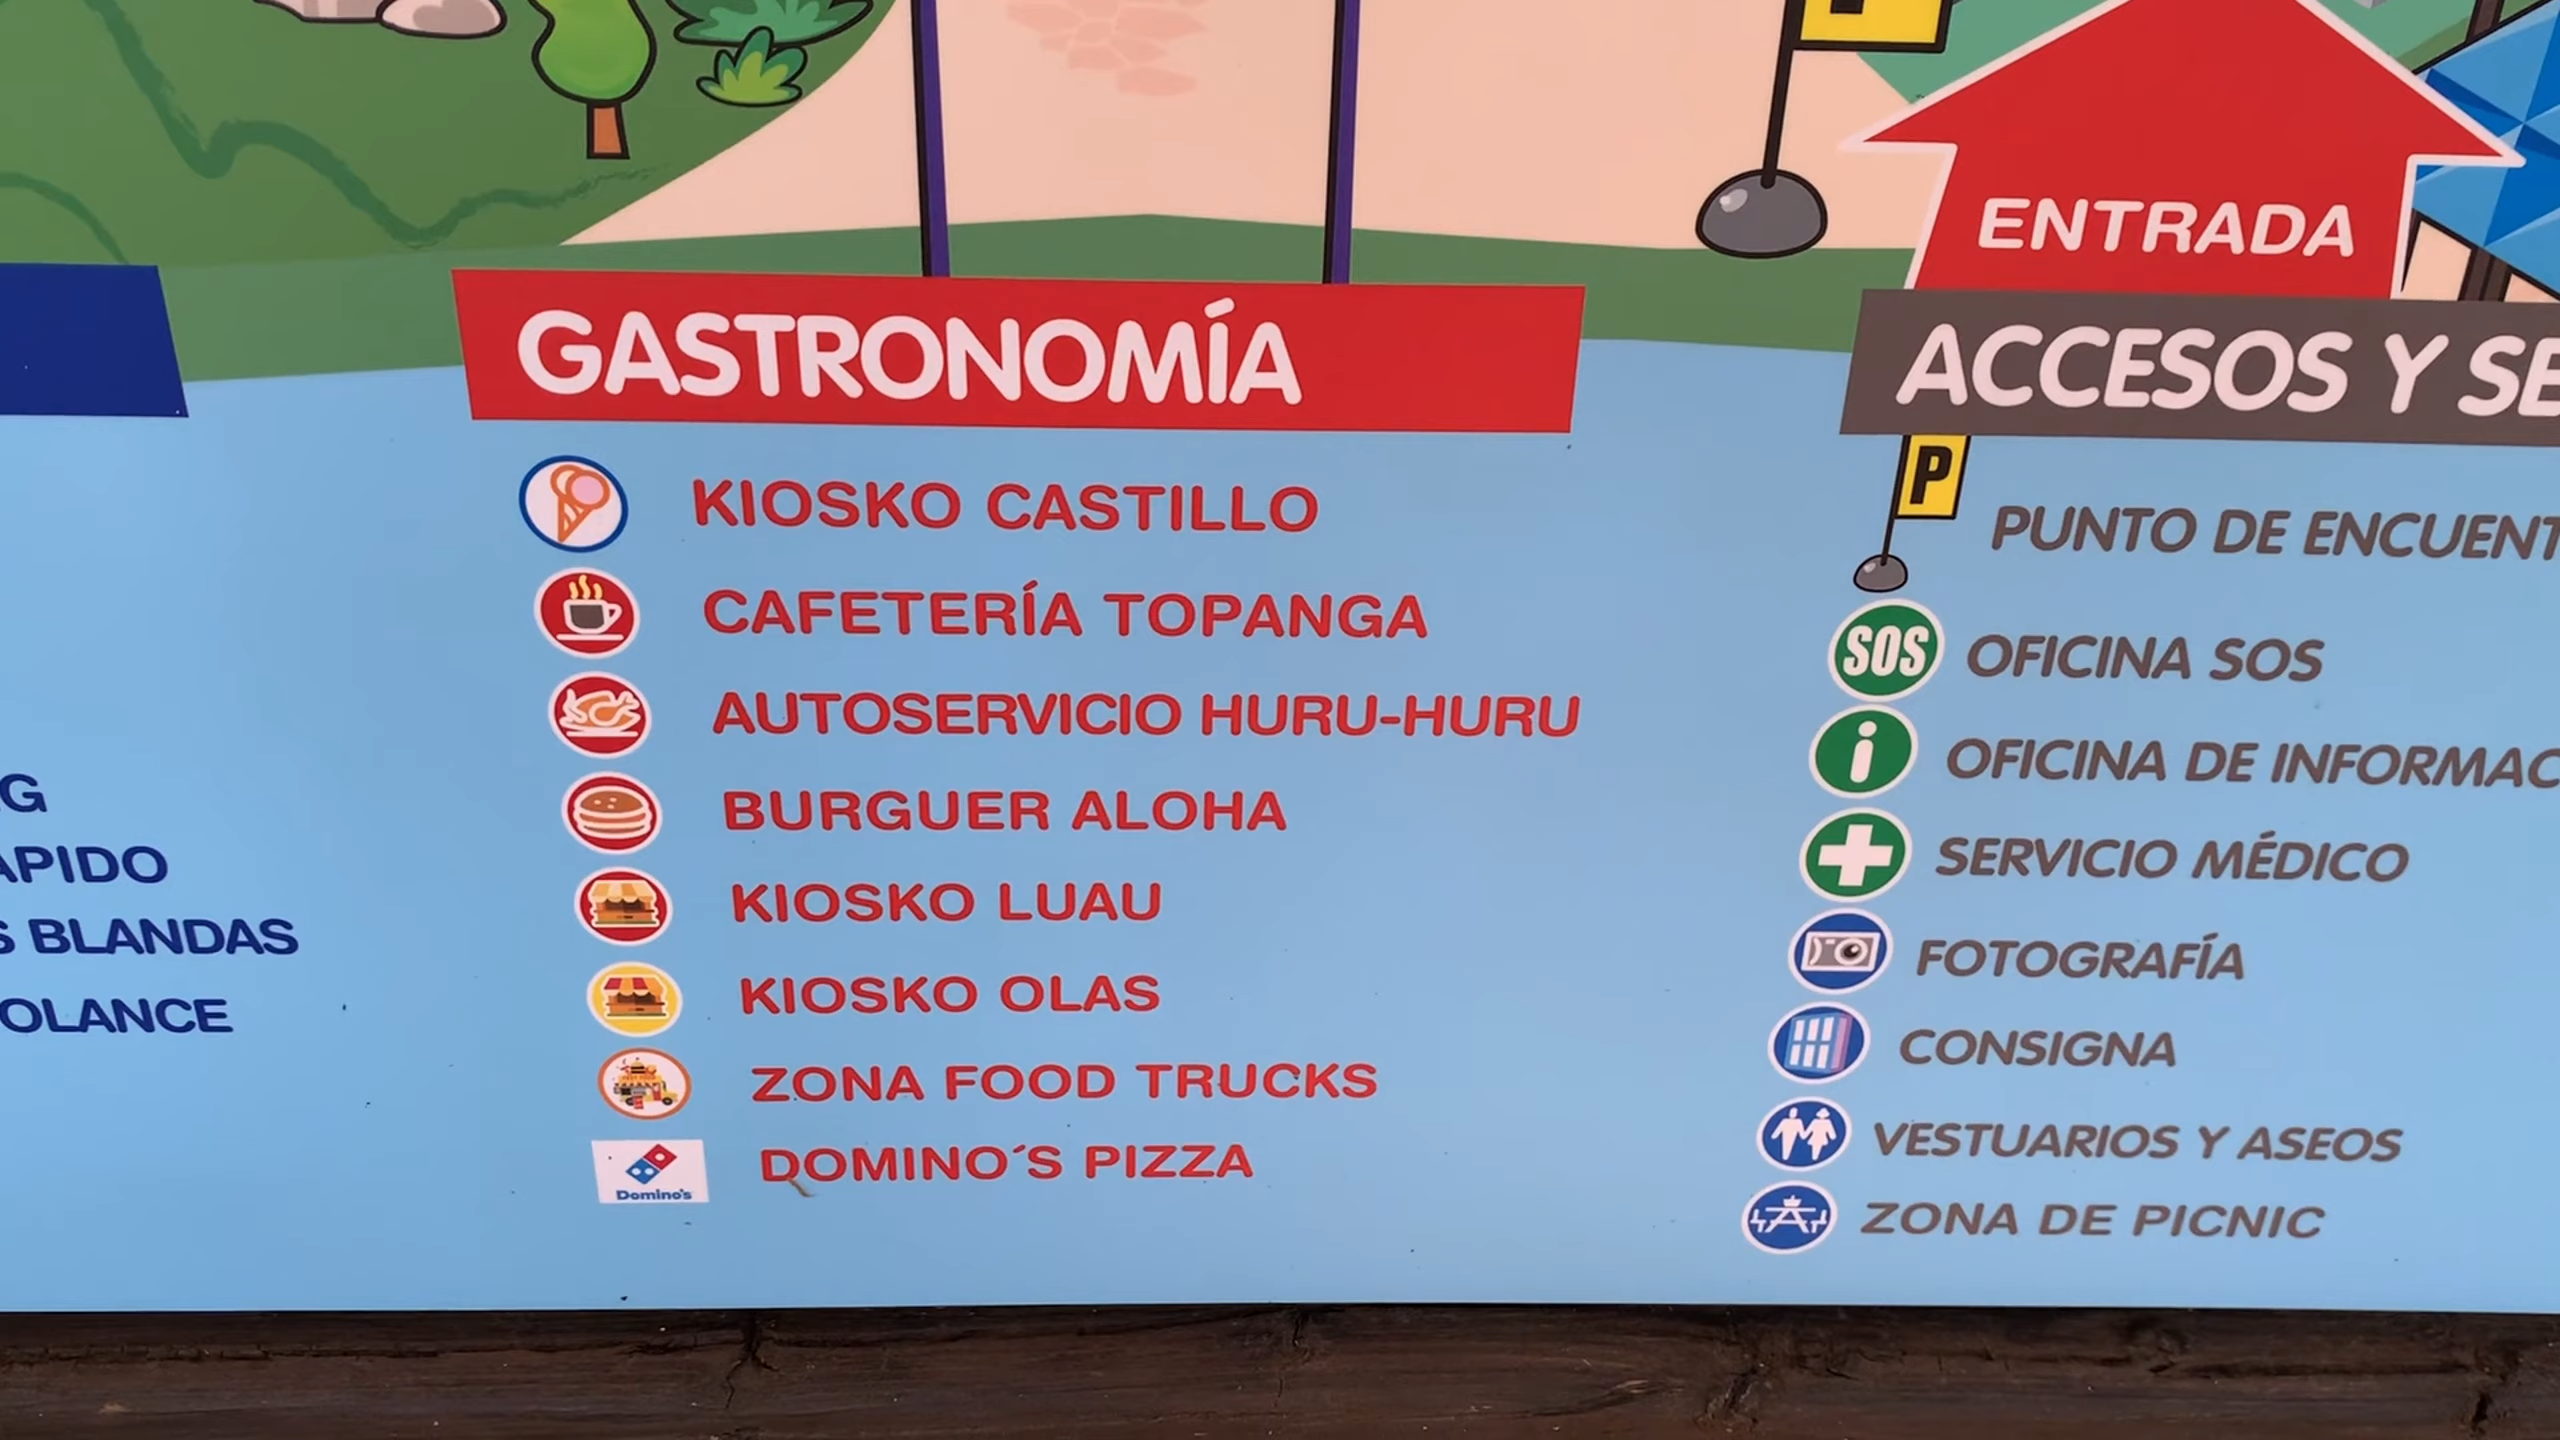 ENTRADA
GASTRONOMÍA
KIOSKO CASTILLO
CAFETERÍA TOPANGA
AUTOSERVICIO HURU-HURU
BURGUER ALOHA
KIOSKO LUAU
KIOSKO OLAS
ZONA FOOD TRUCKS
Domino's
DOMINO´S PIZZA
ACCESOS Y SE
P
PUNTO DE ENCUENT
SOS
OFICINA SOS
i
OFICINA DE INFORMAC
SERVICIO MÉDICO
FOTOGRAFÍA
CONSIGNA
VESTUARIOS Y ASEOS
ZONA DE PICNIC
G
APIDO
S BLANDAS
OLANCE